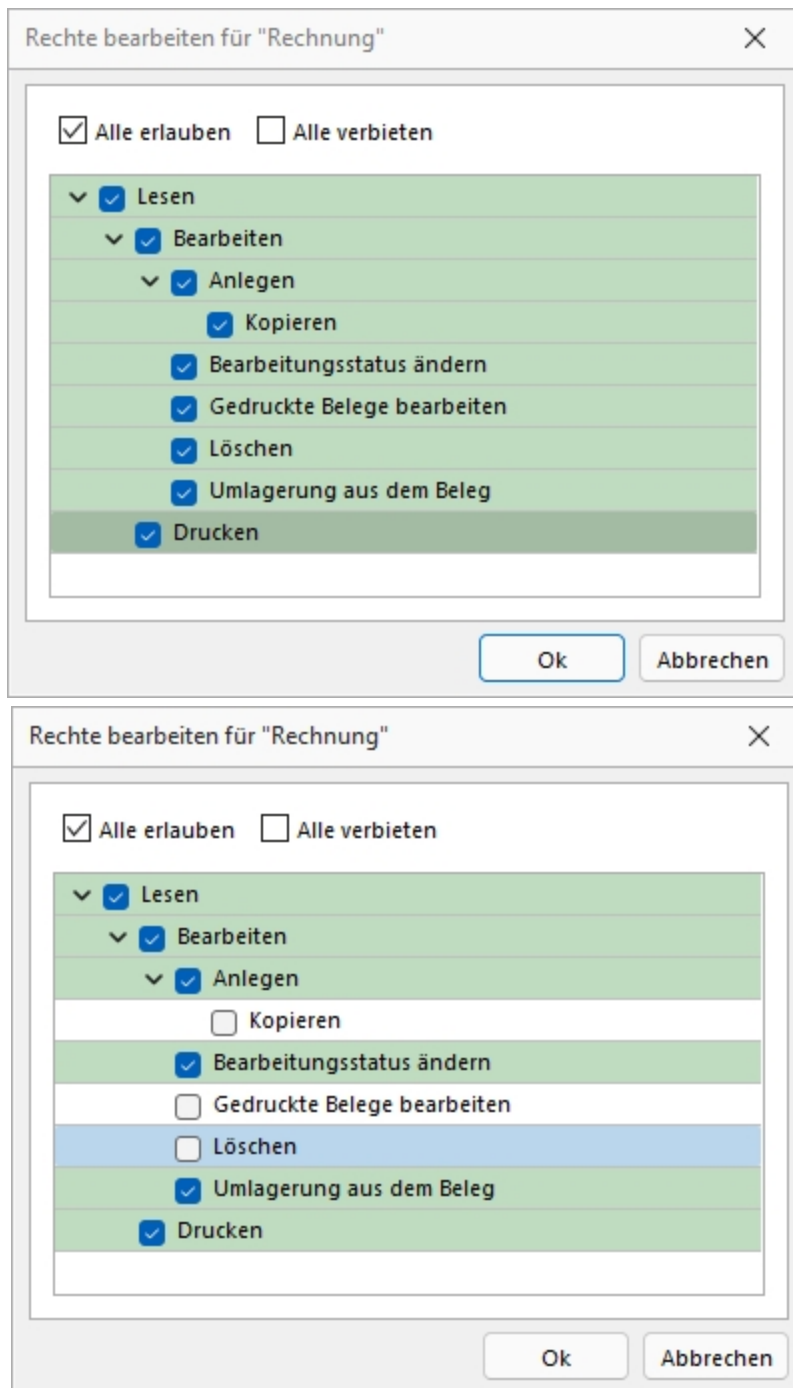 Rechte bearbeiten für "Rechnung"
Alle erlauben Alle verbieten
Lesen
Bearbeiten
Anlegen
Kopieren
Bearbeitungsstatus ändern
Gedruckte Belege bearbeiten
Löschen
Umlagerung aus dem Beleg
Drucken
Ok Abbrechen
Rechte bearbeiten für "Rechnung"
Alle erlauben Alle verbieten
Lesen
Bearbeiten
Anlegen
Kopieren
Bearbeitungsstatus ändern
Gedruckte Belege bearbeiten
Löschen
Umlagerung aus dem Beleg
Drucken
Ok Abbrechen